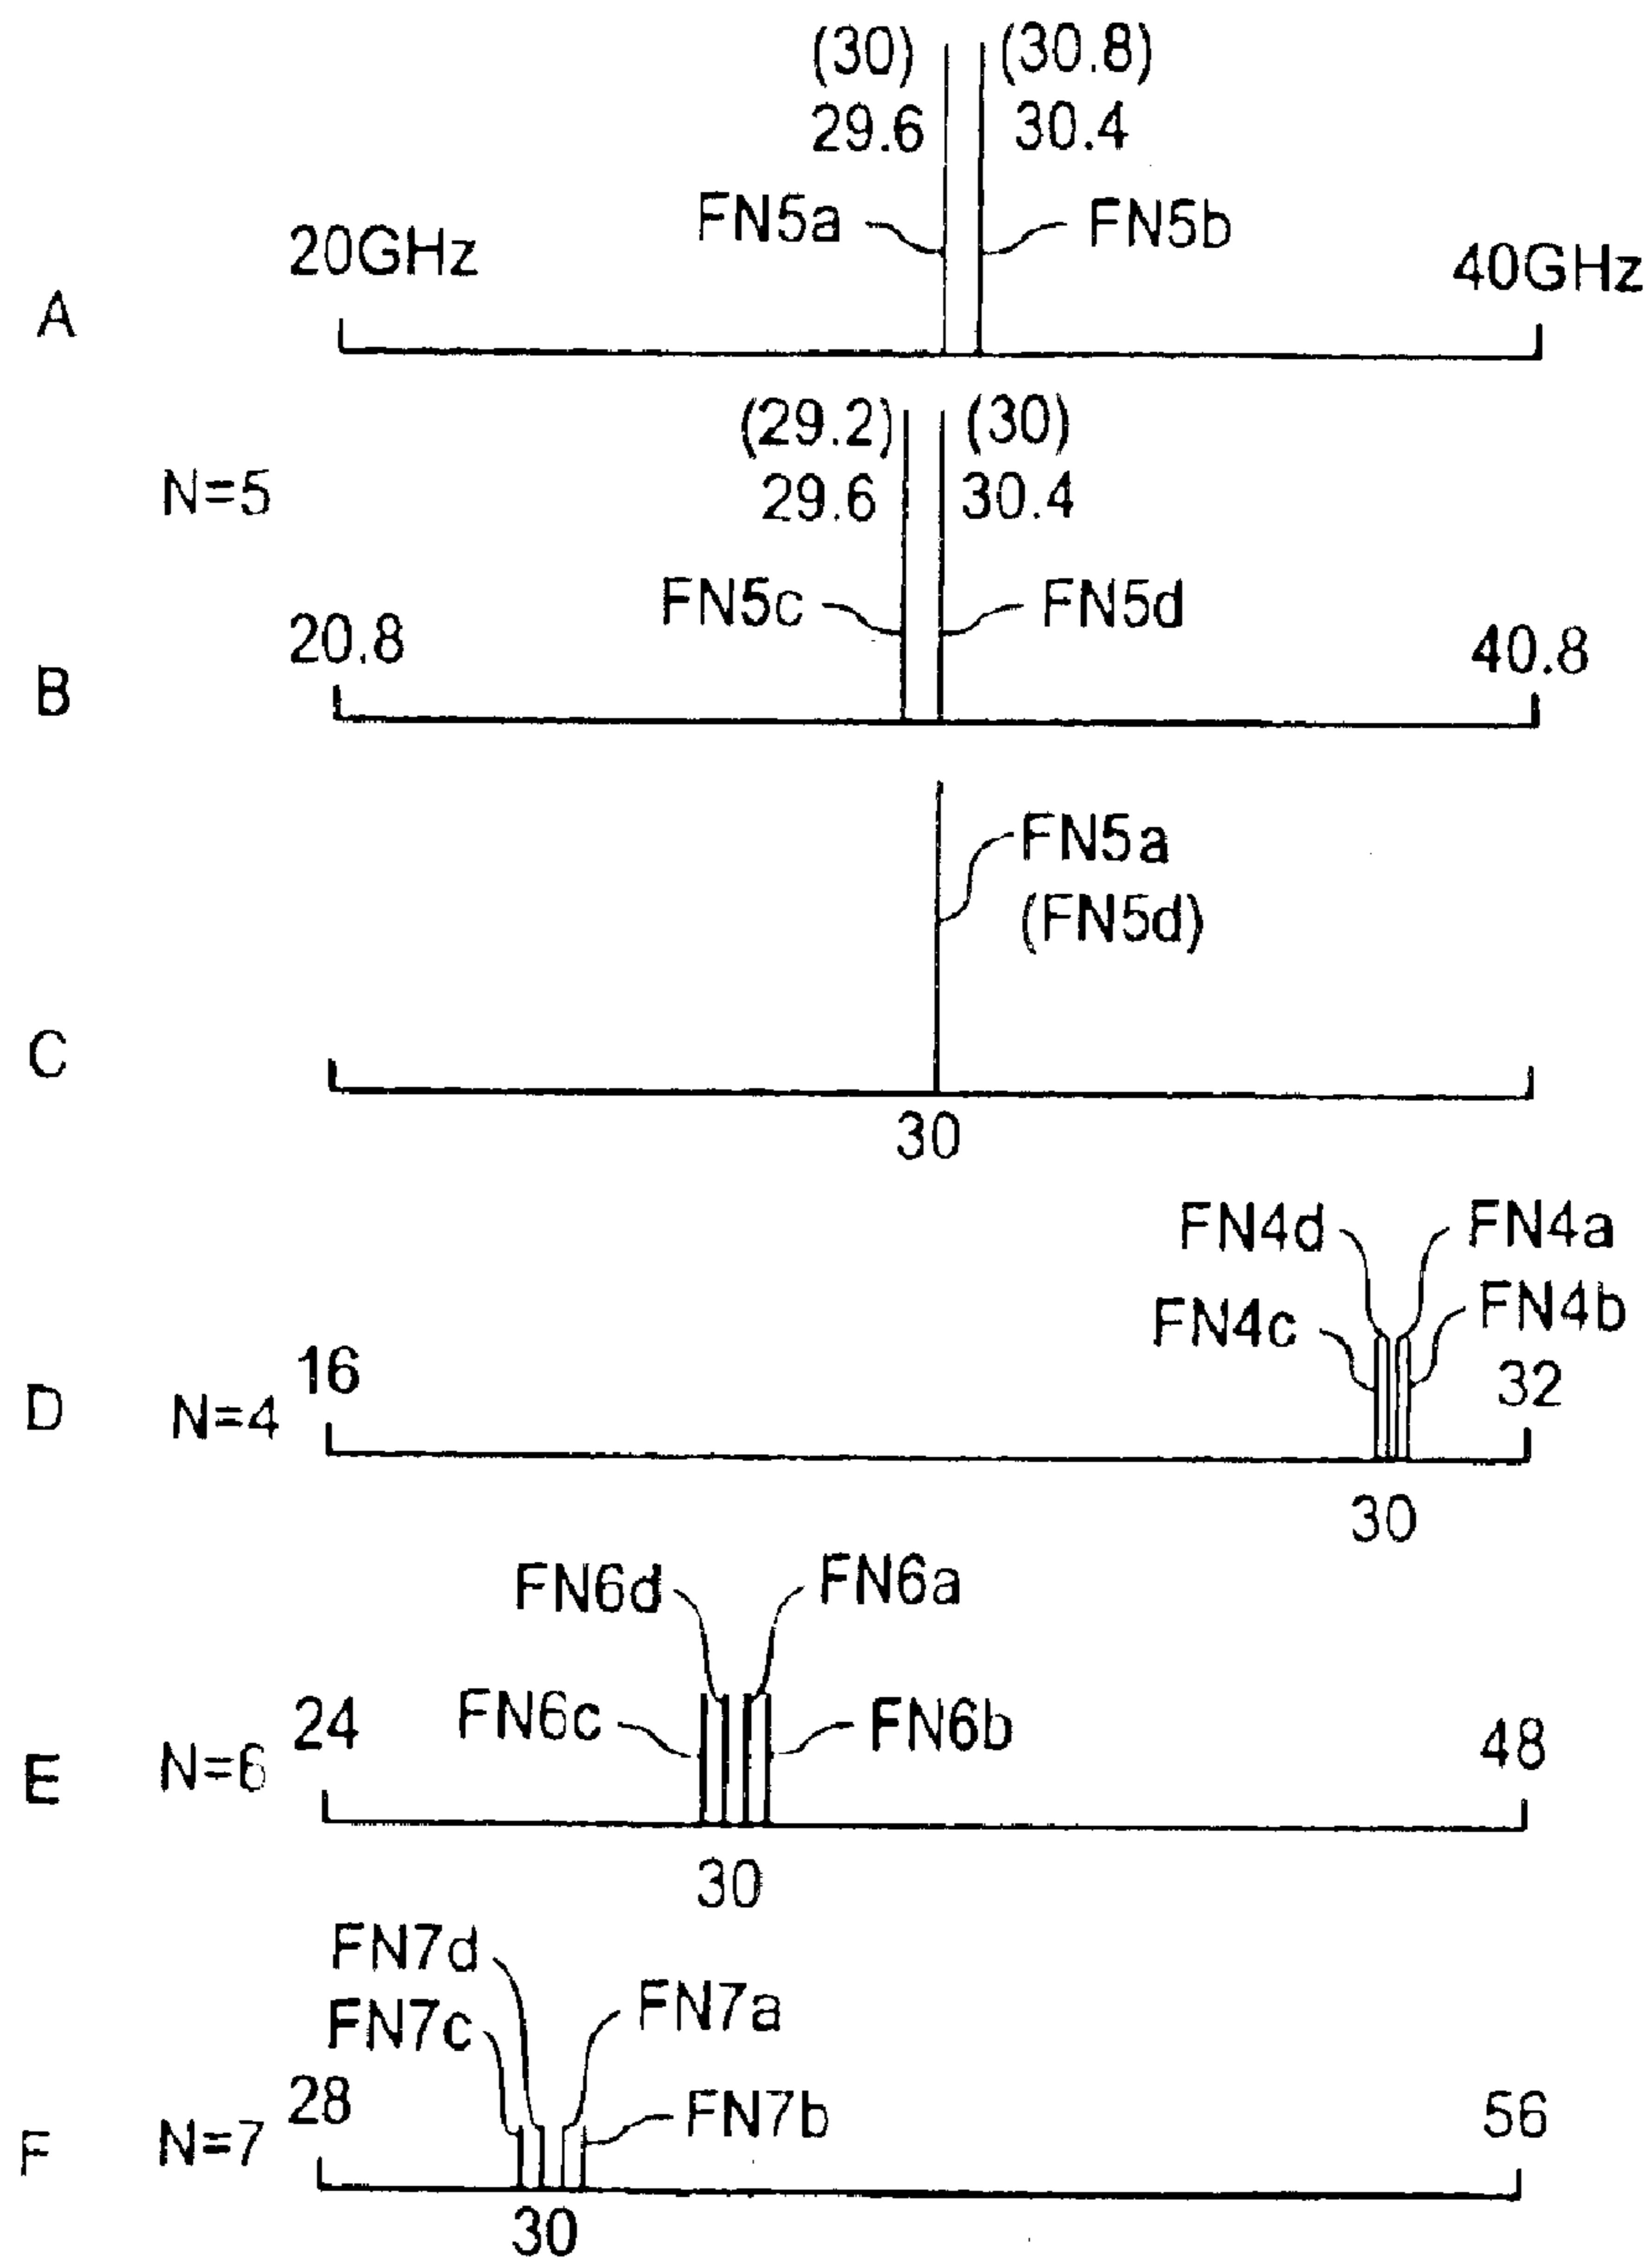 (30) (30.8)
29.6 30.4
FN5a FN5b
20GHz 40GHz
A
(29.2) (30)
N=5 29.6 30.4
FN5c FN5d
20.8 40.8
B
FN5a
(FN5d)
C
30
FN4d FN4a
FN4c FN4b
16 32
D N=4
30
FN6d FN6a
FN6c FN6b
24 48
E N=6
30
FN7d FN7a
FN7c
28 FN7b 56
F N=7
30